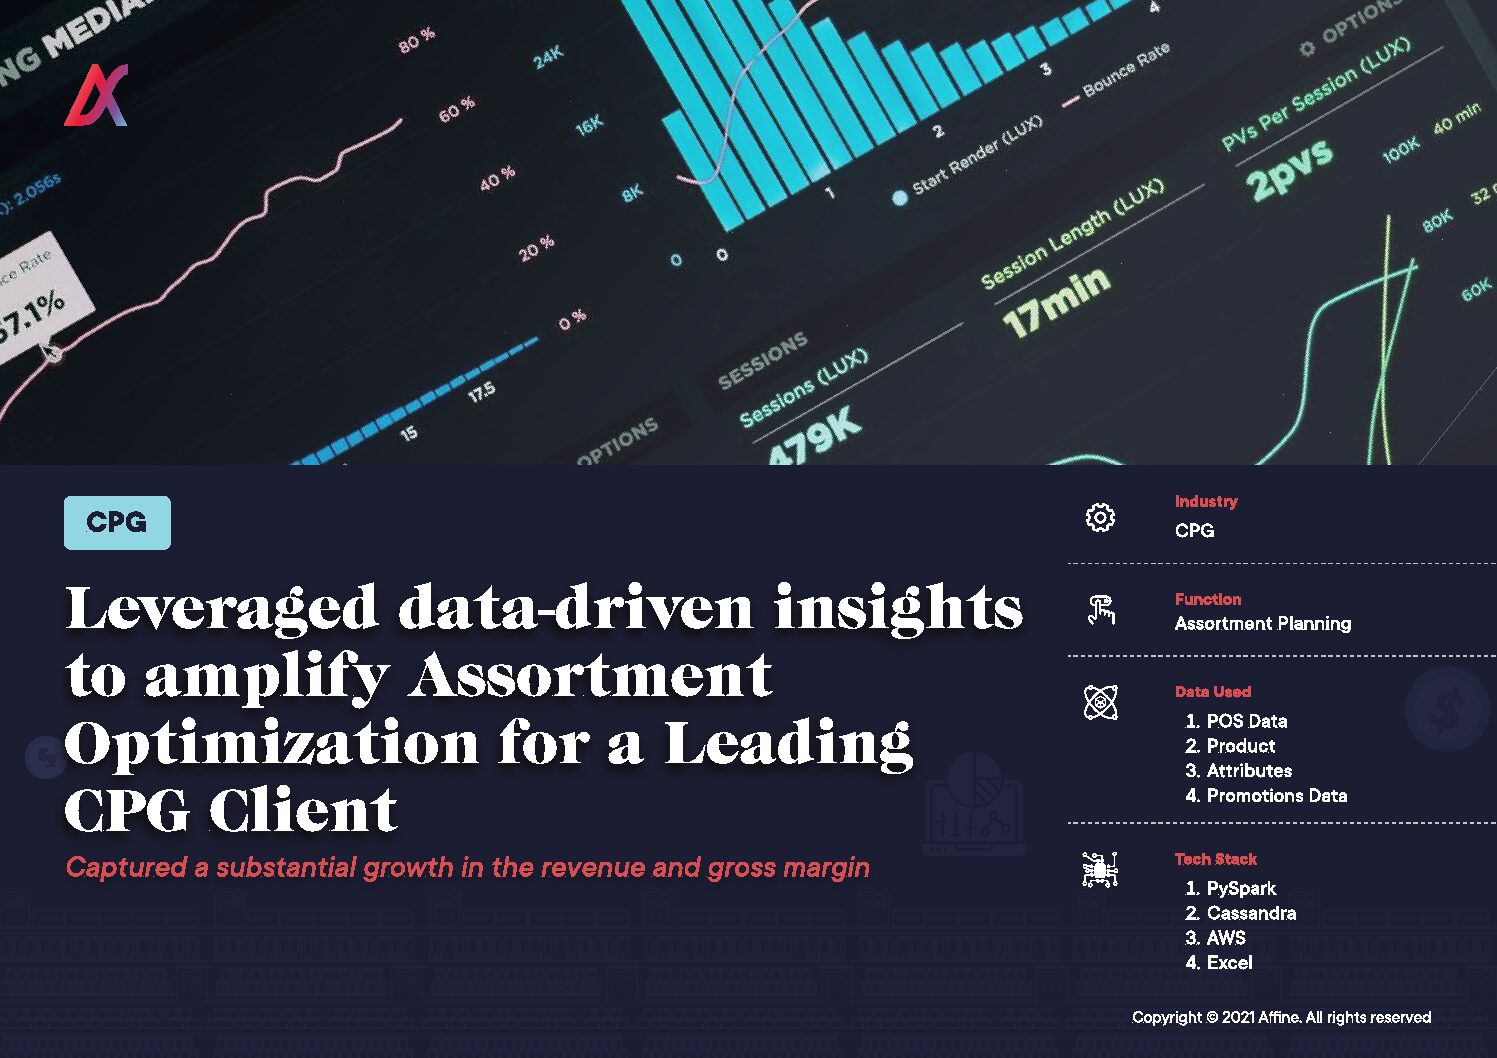 NG MEDIA
80 %
60 %
40 %
20 %
0 %
24K
16K
8K
0
0
1
2
3
4
Start Render (LUX)
Bounce Rate
OPTIONS
PVs Per Session (LUX)
2pvs
100K
40 min
80K
60K
Session Length (LUX)
17min
SESSIONS
Sessions (LUX)
479K
OPTIONS
15
17.5
2.056s
ce Rate
57.1%
CPG
Leveraged data-driven insights
to amplify Assortment
Optimization for a Leading
CPG Client
Captured a substantial growth in the revenue and gross margin
Industry
CPG
Function
Assortment Planning
Data Used
1. POS Data
2. Product
3. Attributes
4. Promotions Data
Tech Stack
1. PySpark
2. Cassandra
3. AWS
4. Excel
Copyright © 2021 Affine. All rights reserved